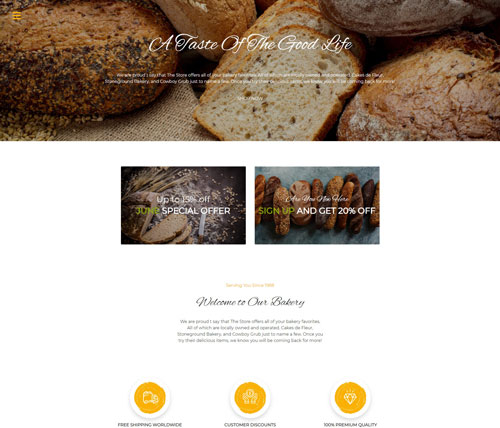 A Taste Of The Good Life
We are proud I say that The Store offers all of your bakery favorities. All of which are locally owned and operated. Cakes de Fleur,
Stoneground Bakery, and Cowboy Grub just to name a few. Once you try their delicious items, we know you will be coming back for more!
SHOP NOW
Up to 15% off
JUNE SPECIAL OFFER
Are You New Here
SIGN UP AND GET 20% OFF
Serving You Since 1988
Welcome to Our Bakery
We are proud I say that The Store offers all of your bakery favorities.
All of which are locally owned and operated. Cakes de Fleur,
Stoneground Bakery, and Cowboy Grub just to name a few. Once you
try their delicious items, we know you will be coming back for more!
FREE SHIPPING WORLDWIDE
CUSTOMER DISCOUNTS
100% PREMIUM QUALITY